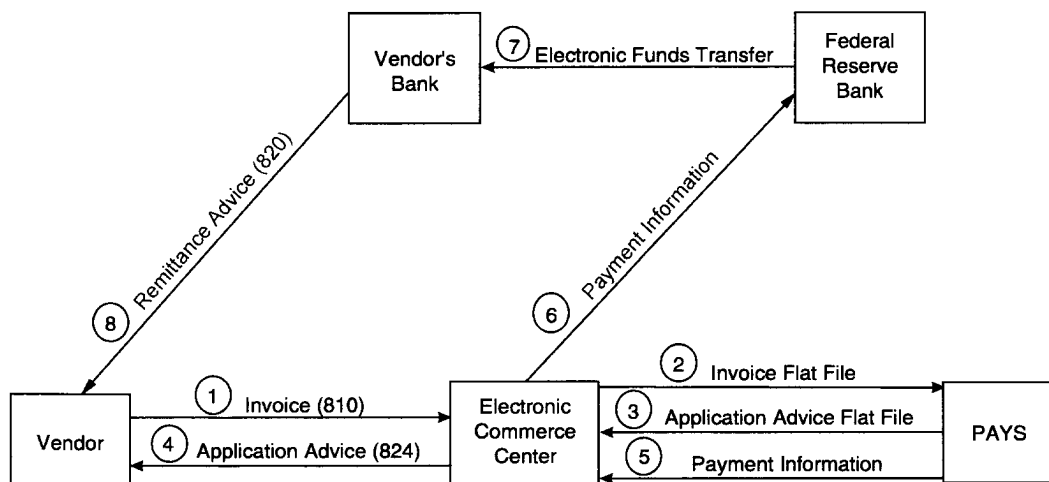 7
Electronic Funds Transfer
Vendor's
Bank
Federal
Reserve
Bank
Remittance Advice (820)
8
Payment Information
6
2
Invoice Flat File
1
Invoice (810)
3
Application Advice Flat File
Vendor
Electronic
Commerce
Center
PAYS
4
Application Advice (824)
5
Payment Information